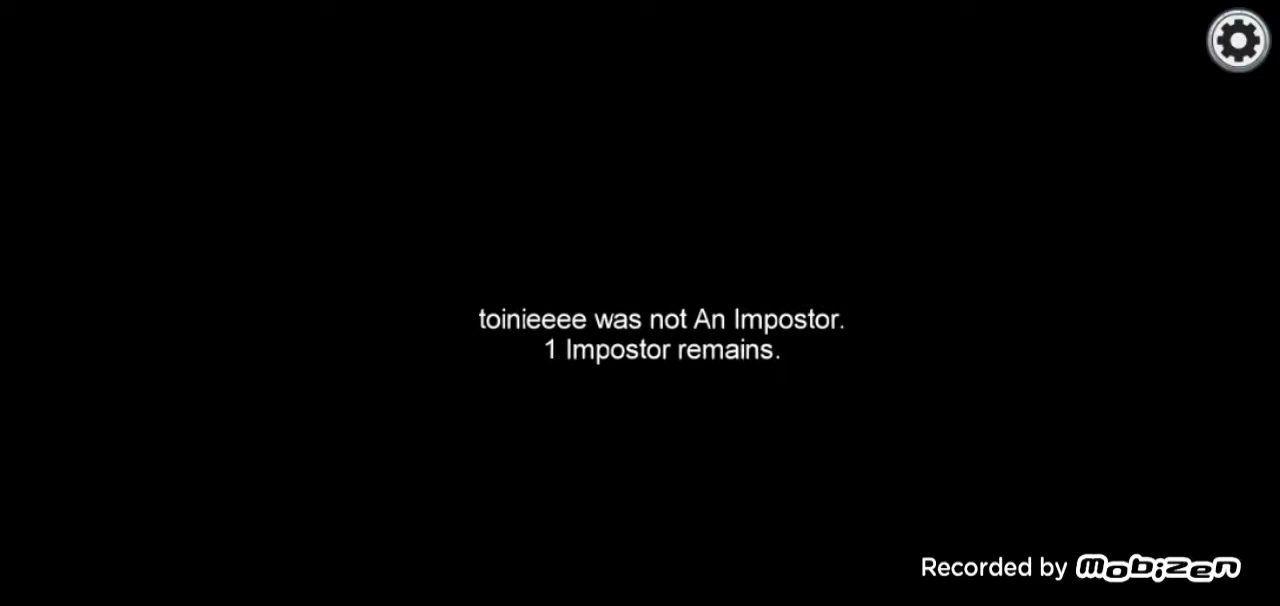 toinieeee was not An Impostor.
1 Impostor remains.
Recorded by mobizen